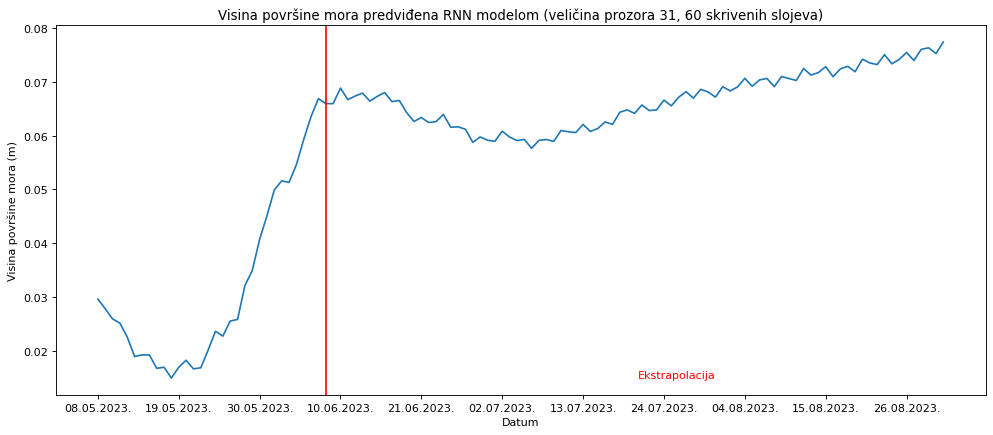 Visina površine mora predviđena RNN modelom (veličina prozora 31, 60 skrivenih slojeva)
0.08
0.07
0.06
0.05
0.04
0.03
0.02
Visina površine mora (m)
Ekstrapolacija
08.05.2023. 19.05.2023. 30.05.2023. 10.06.2023. 21.06.2023. 02.07.2023. 13.07.2023. 24.07.2023. 04.08.2023. 15.08.2023. 26.08.2023.
Datum